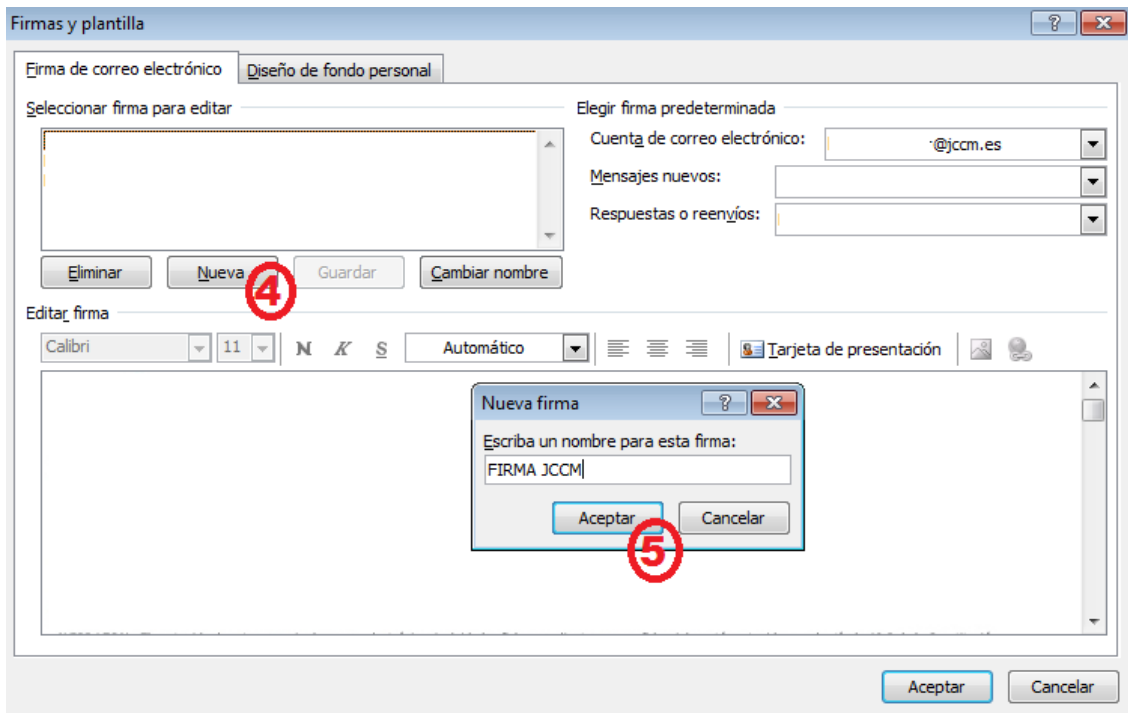 Firmas y plantilla
Firma de correo electrónico Diseño de fondo personal
Seleccionar firma para editar
Elegir firma predeterminada
Cuenta de correo electrónico: @jccm.es
Mensajes nuevos:
Respuestas o reenvíos:
Eliminar Nueva Guardar Cambiar nombre
4
Editar firma
Calibri 11 N K S Automático Tarjeta de presentación
Nueva firma
Escriba un nombre para esta firma:
FIRMA JCCM
Aceptar Cancelar
5
Aceptar Cancelar